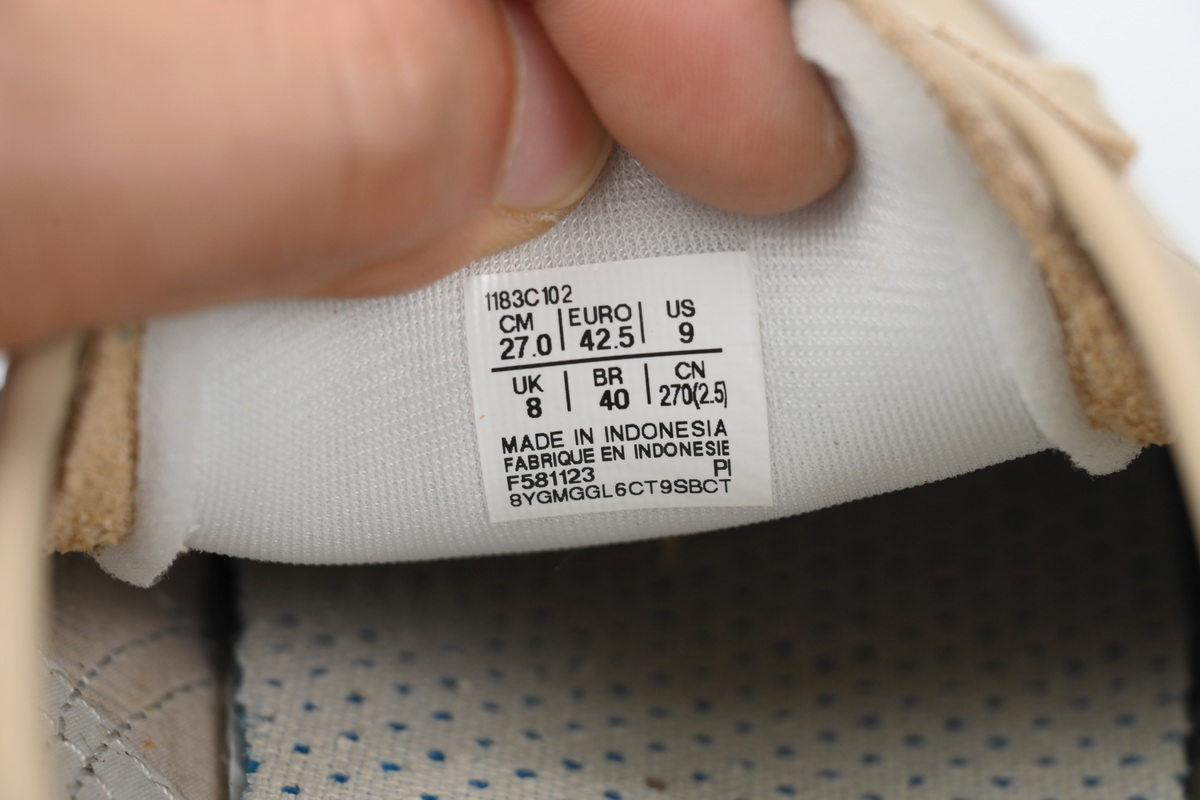 1183C102
CM | EURO | US
27.0 | 42.5 | 9
UK | BR | CN
8 | 40 | 270(2.5)
MADE IN INDONESIA
FABRIQUE EN INDONESIE
F581123 PI
8YGMGGL6CT9SBCT